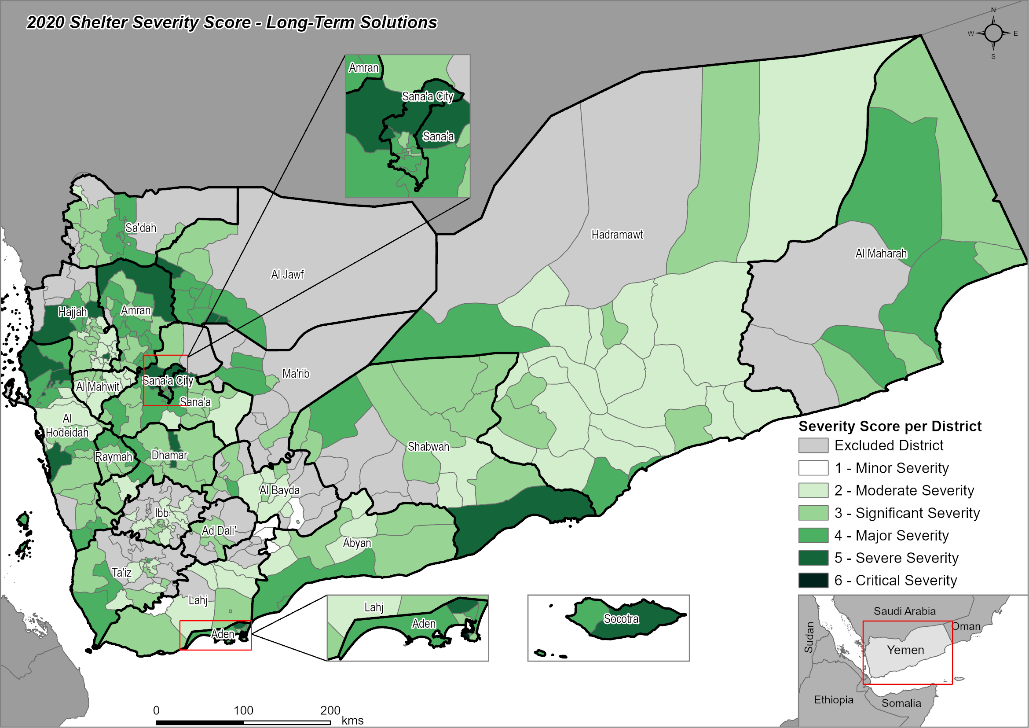 2020 Shelter Severity Score - Long-Term Solutions
N
W
E
S
Amran
Sana'a City
Sana'a
Sa'dah
Al Jawf
Hadramawt
Al Maharah
Hajjah
Amran
Ma'rib
Al Mahwit
Sana'a City
Sana'a
Al
Hodeidah
Raymah
Dhamar
Shabwah
Al Bayda
Ibb
Ad Dali'
Abyan
Ta'iz
Lahj
Aden
Lahj
Aden
Socotra
Severity Score per District
Excluded District
1 - Minor Severity
2 - Moderate Severity
3 - Significant Severity
4 - Major Severity
5 - Severe Severity
6 - Critical Severity
Saudi Arabia
Oman
Sudan
Yemen
Ethiopia
Somalia
0 100 200
kms